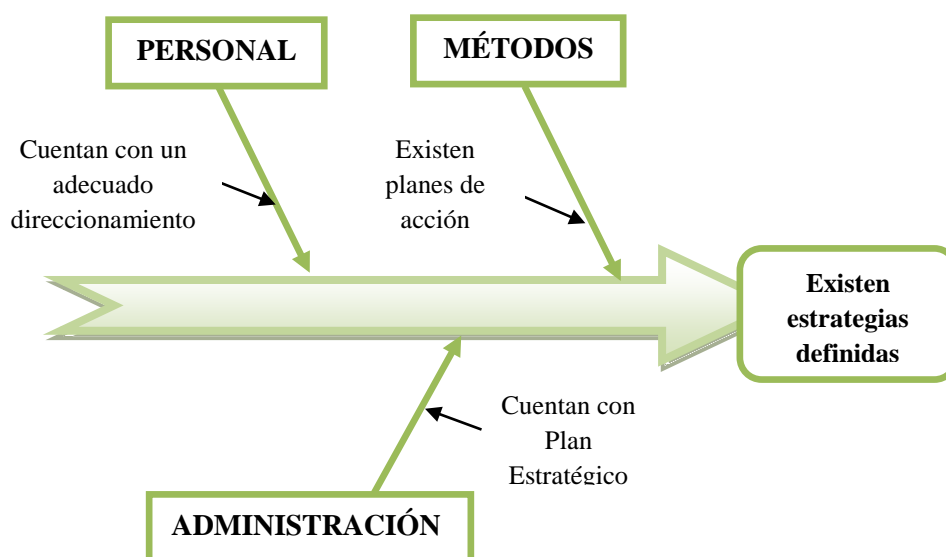 PERSONAL
MÉTODOS
Cuentan con un
adecuado
direccionamiento
Existen
planes de
acción
Existen
estrategias
definidas
Cuentan con
Plan
Estratégico
ADMINISTRACIÓN